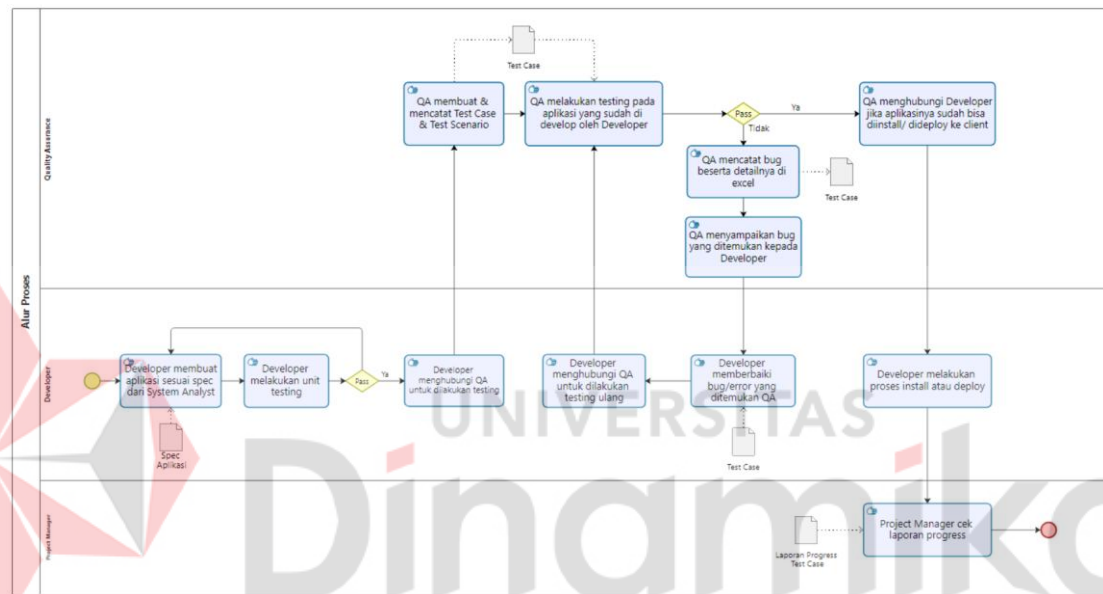 Alur Proses
Quality Assurance
Test Case
QA membuat &
mencatat Test Case
& Test Scenario
QA melakukan testing pada
aplikasi yang sudah di
develop oleh Developer
Pass
Ya
Tidak
QA menghubungi Developer
jika aplikasinya sudah bisa
diinstall/ dideploy ke client
QA mencatat bug
beserta detailnya di
excel
Test Case
QA menyampaikan bug
yang ditemukan kepada
Developer
Developer
Developer membuat
aplikasi sesuai spec
dari System Analyst
Developer
melakukan unit
testing
Pass
Ya
Developer
menghubungi QA
untuk dilakukan testing
Developer
menghubungi QA
untuk dilakukan
testing ulang
Developer
memberbaiki
bug/error yang
ditemukan QA
Developer melakukan
proses install atau deploy
Spec
Aplikasi
Test Case
UNIVERSITAS
Dinamika
Project Manager
Project Manager cek
laporan progress
Laporan Progress
Test Case